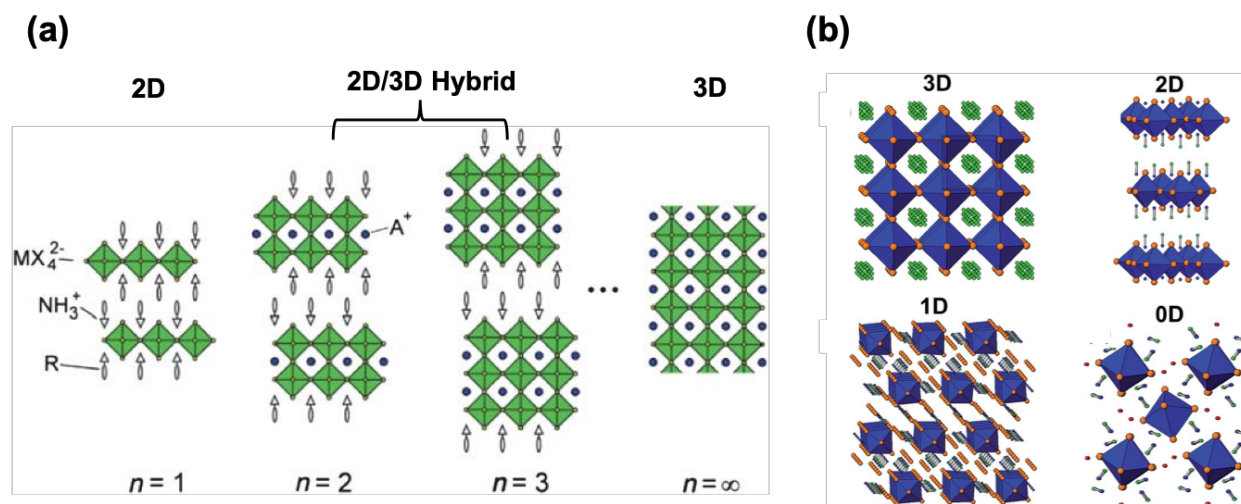 (a)
2D
2D/3D Hybrid
3D
MX₄²⁻
NH₃⁺
R
A⁺
...
n = 1
n = 2
n = 3
n = ∞
(b)
3D
2D
1D
0D